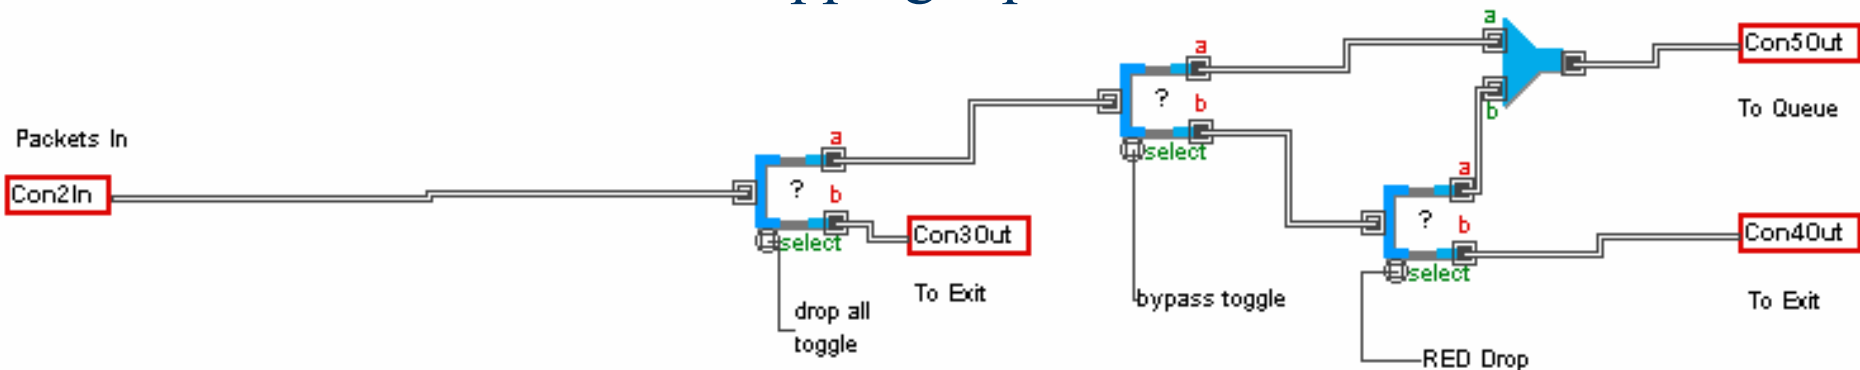 Packets In
Con2In
?
a
b
select
drop all
toggle
Con3Out
To Exit
?
a
b
select
bypass toggle
?
a
b
select
RED Drop
a
b
Con5Out
To Queue
Con4Out
To Exit